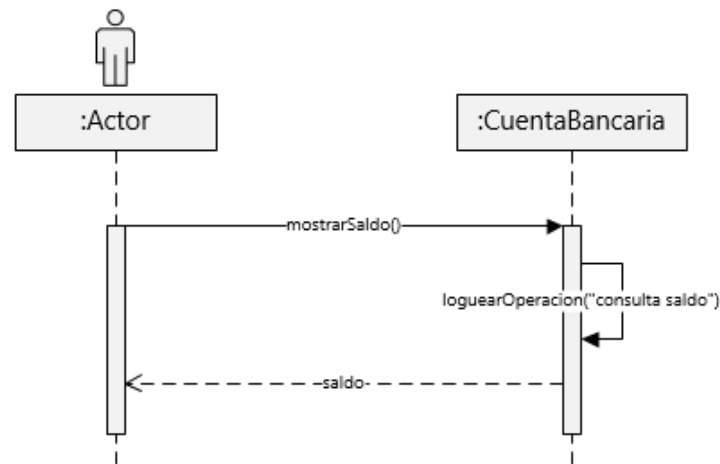 :Actor
:CuentaBancaria
mostrarSaldo()
loguearOperacion("consulta saldo")
saldo